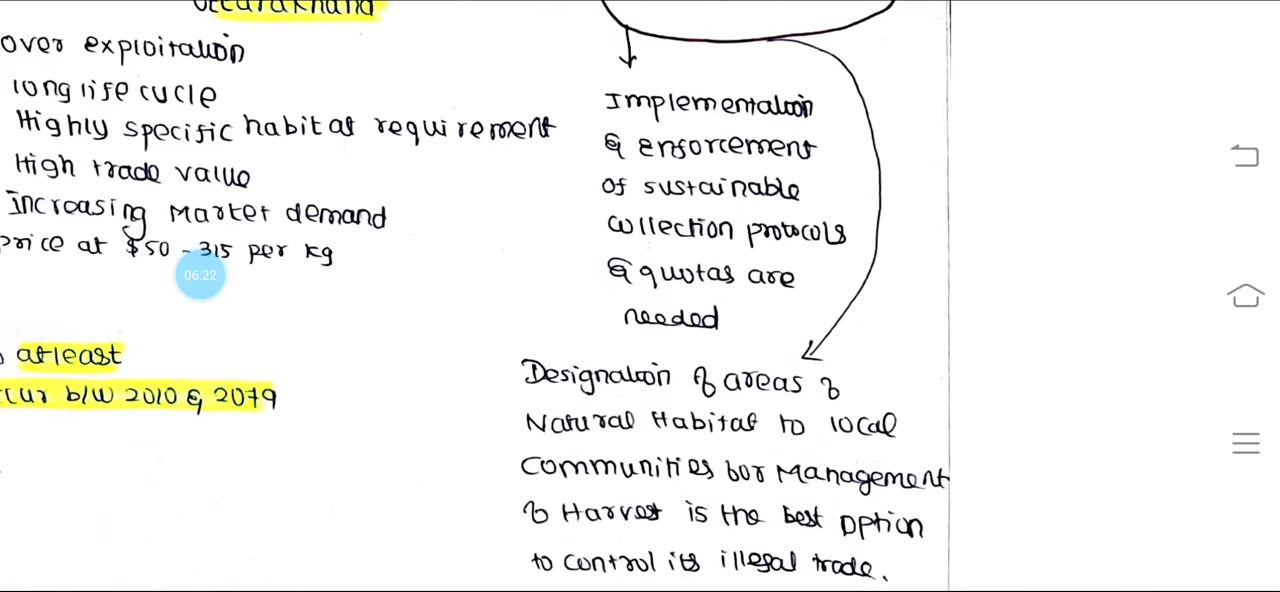 Uttarakhand
over exploitation
long life cycle
Highly specific habitat requirement
High trade value
Increasing Market demand
price at $50 - 315 per kg
06:22
atleast
b/w 2010 & 2079
Implementation
& enforcement
of sustainable
collection protocols
& quotas are
needed
Designation of areas of
Natural Habitat to local
Communities for Management
of Harvest is the best option
to control its illegal trade.